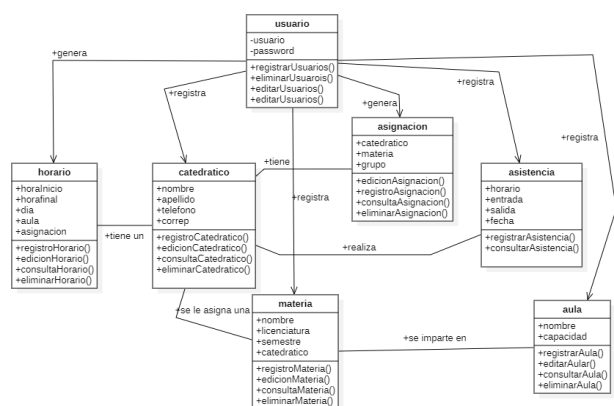 usuario
-usuario
-password
+registrarUsuarios()
+eliminarUsuarois()
+editarUsuarios()
+editarUsuarios()
+genera
+registra
+genera
+registra
+registra
asignacion
+catedratico
+materia
+grupo
+edicionAsignacion()
+registroAsignacion()
+consultaAsignacion()
+eliminarAsignacion()
horario
+horaInicio
+horafinal
+dia
+aula
+asignacion
+registroHorario()
+edicionHorario()
+consultaHorario()
+eliminarHorario()
+tiene un
catedratico
+nombre
+apellido
+telefono
+correp
+registroCatedratico()
+edicionCatedratico()
+consultaCatedratico()
+eliminarCatedratico()
+tiene
+registra
asistencia
+horario
+entrada
+salida
+fecha
+registrarAsistencia()
+consultarAsistencia()
+realiza
+se le asigna una
materia
+nombre
+licenciatura
+semestre
+catedratico
+registroMateria()
+edicionMateria()
+consultaMateria()
+eliminarMateria()
+se imparte en
aula
+nombre
+capacidad
+registrarAula()
+editarAular()
+consultarAula()
+eliminarAula()